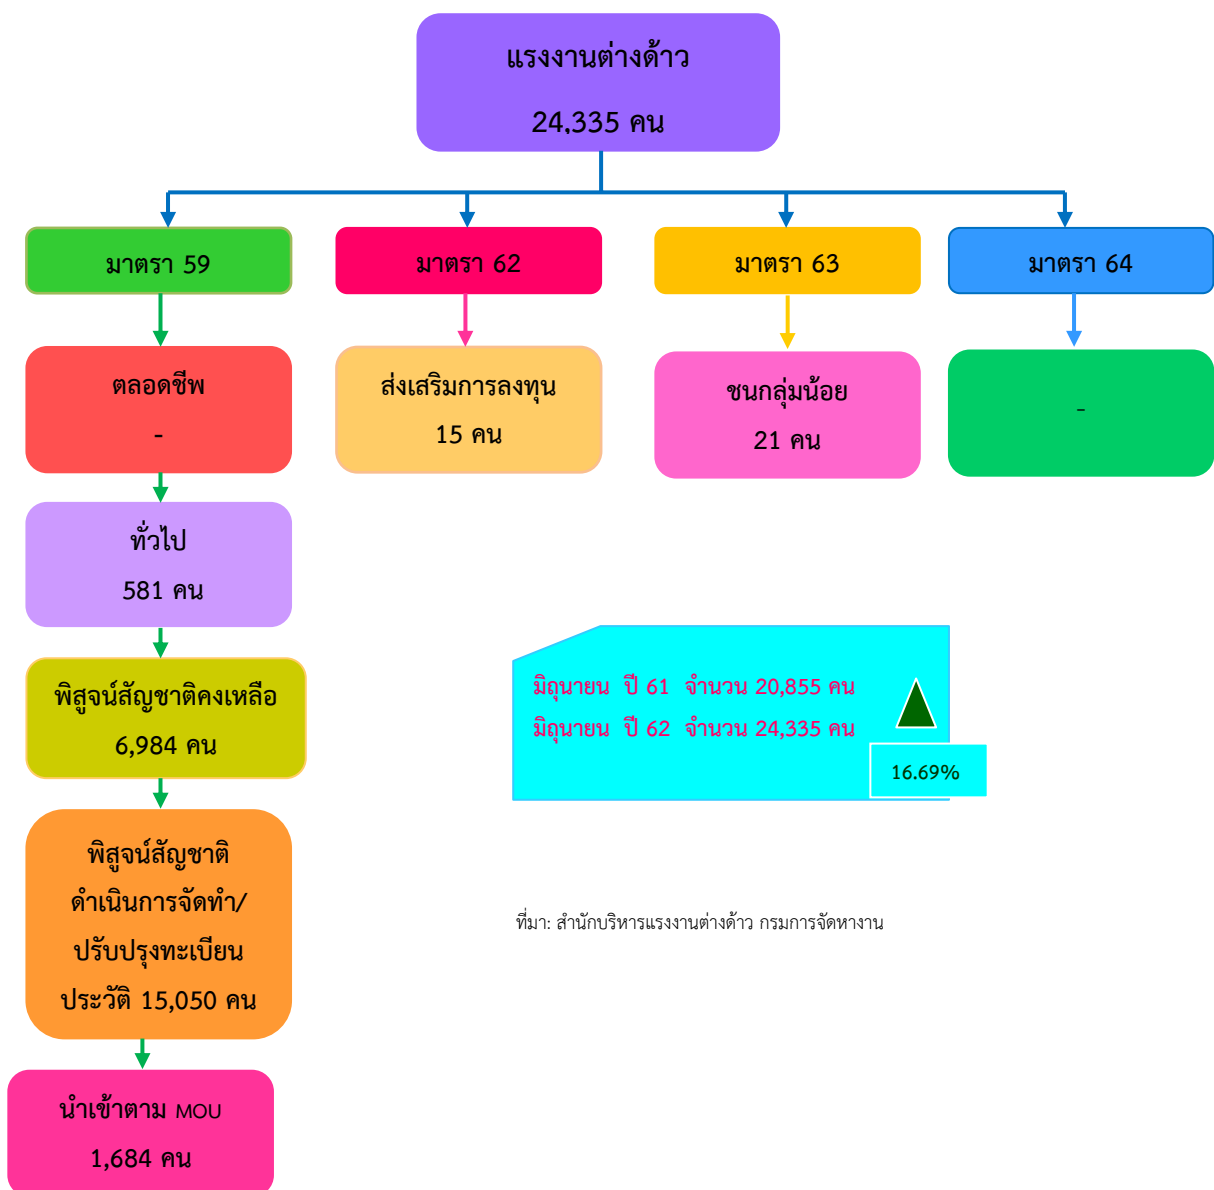 แรงงานต่างด้าว
24,335 คน
มาตรา 59
มาตรา 62
มาตรา 63
มาตรา 64
ตลอดชีพ
-
ส่งเสริมการลงทุน
15 คน
ชนกลุ่มน้อย
21 คน
-
ทั่วไป
581 คน
พิสูจน์สัญชาติคงเหลือ
6,984 คน
มิถุนายน ปี 61 จำนวน 20,855 คน
มิถุนายน ปี 62 จำนวน 24,335 คน
16.69%
พิสูจน์สัญชาติ
ดำเนินการจัดทำ/
ปรับปรุงทะเบียน
ประวัติ 15,050 คน
ที่มา: สำนักบริหารแรงงานต่างด้าว กรมการจัดหางาน
นำเข้าตาม MOU
1,684 คน